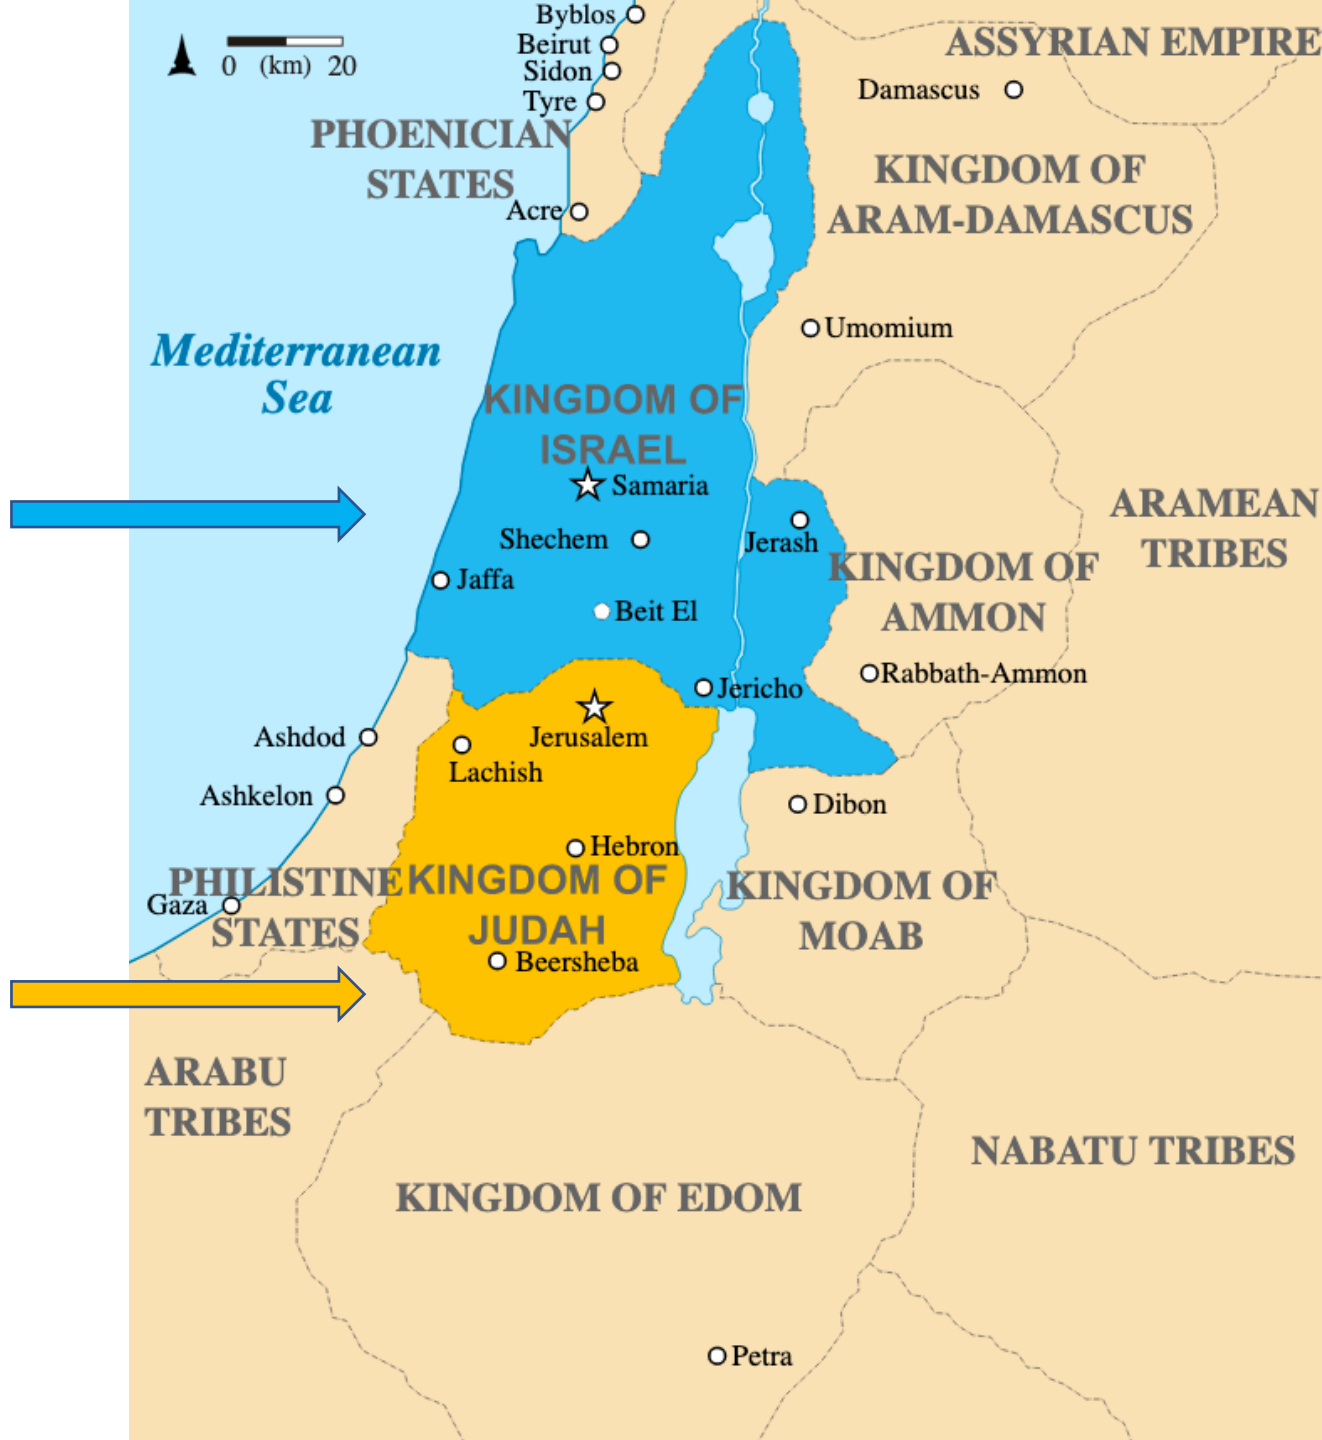 Byblos
Beirut
Sidon
Tyre
0 (km) 20
ASSYRIAN EMPIRE
Damascus
PHOENICIAN
STATES
KINGDOM OF
ARAM-DAMASCUS
Acre
Umomium
Mediterranean
Sea
KINGDOM OF
ISRAEL
Samaria
Shechem
Jerash
ARAMEAN
TRIBES
KINGDOM OF
AMMON
Jaffa
Beit El
Rabbath-Ammon
Jericho
Ashdod
Jerusalem
Lachish
Ashkelon
Dibon
Hebron
PHILISTINE
STATES
KINGDOM OF
JUDAH
KINGDOM OF
MOAB
Gaza
Beersheba
ARABU
TRIBES
NABATU TRIBES
KINGDOM OF EDOM
Petra